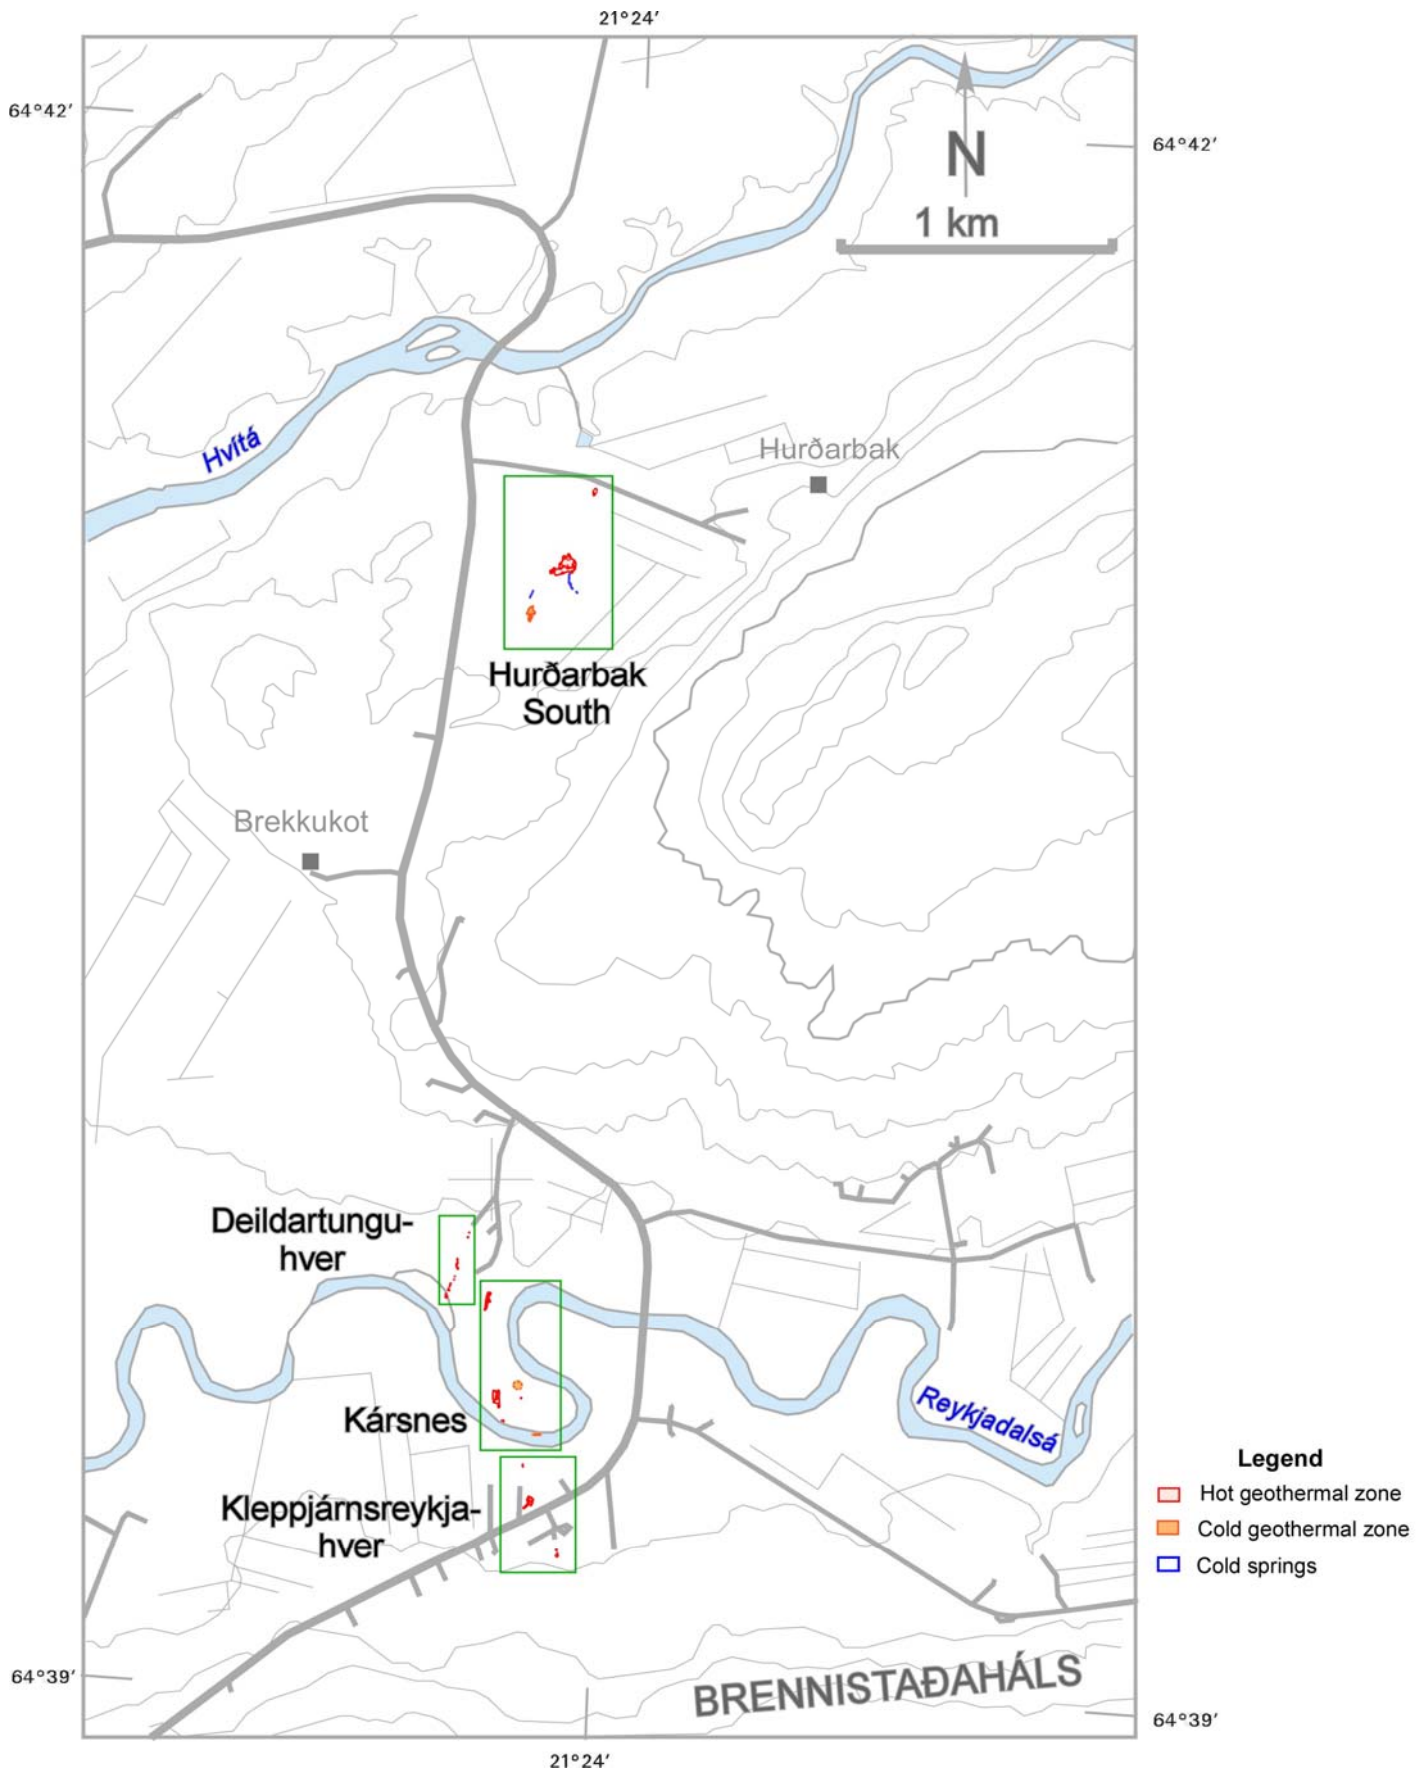 21°24′
64°42′
64°42′
N
1 km
Hvítá
Hurðarbak
Hurðarbak
South
Brekkukot
Deildartungu-
hver
Kársnes
Reykjadalsá
Kleppjárnsreykja-
hver
Legend
Hot geothermal zone
Cold geothermal zone
Cold springs
64°39′
BRENNISTAÐAHÁLS
64°39′
21°24′